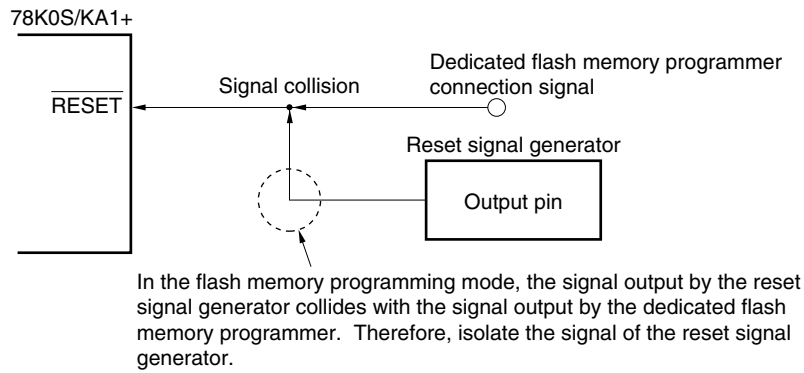 78K0S/KA1+
Dedicated flash memory programmer
connection signal
Signal collision
RESET
Reset signal generator
Output pin
In the flash memory programming mode, the signal output by the reset
signal generator collides with the signal output by the dedicated flash
memory programmer.  Therefore, isolate the signal of the reset signal
generator.